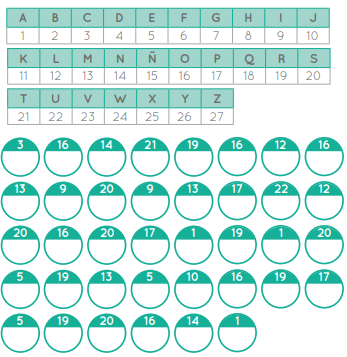 A B C D E F G H I J
1 2 3 4 5 6 7 8 9 10
K L M N Ñ O P Q R S
11 12 13 14 15 16 17 18 19 20
T U V W X Y Z
21 22 23 24 25 26 27
3 16 14 21 19 16 12 16
13 9 20 9 13 17 22 12
20 16 20 17 1 19 1 20
5 19 13 5 10 16 19 17
5 19 20 16 14 1